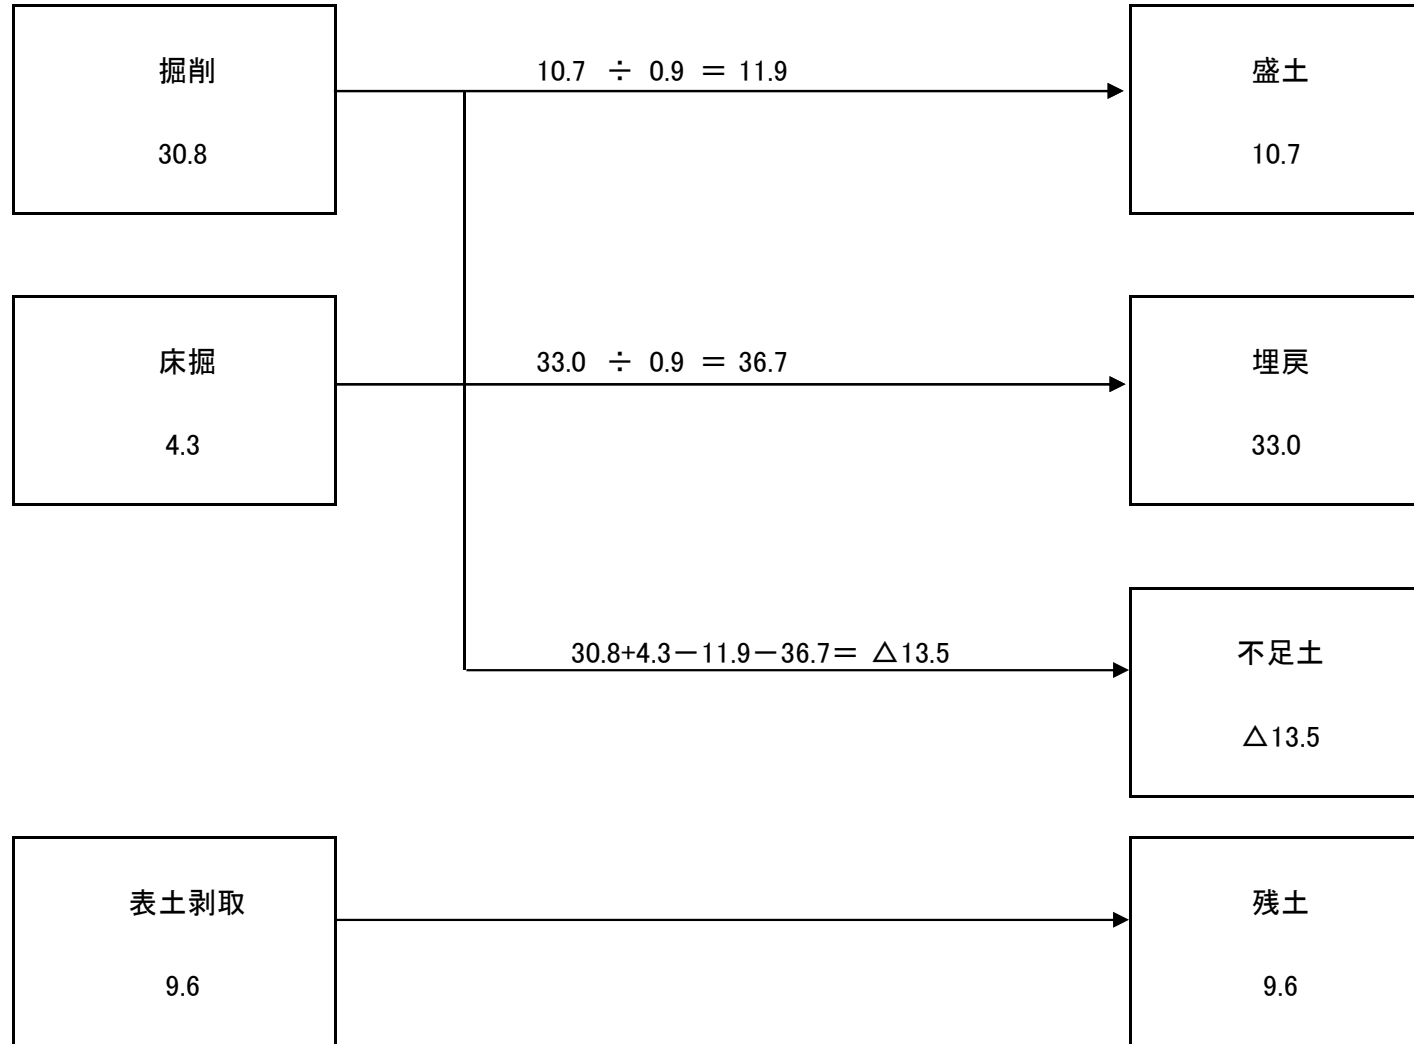 掘削
10.7 ÷ 0.9 = 11.9
盛土
30.8
10.7
床掘
33.0 ÷ 0.9 = 36.7
埋戻
4.3
33.0
30.8+4.3－11.9－36.7＝ △13.5
不足土
△13.5
表土剥取
残土
9.6
9.6